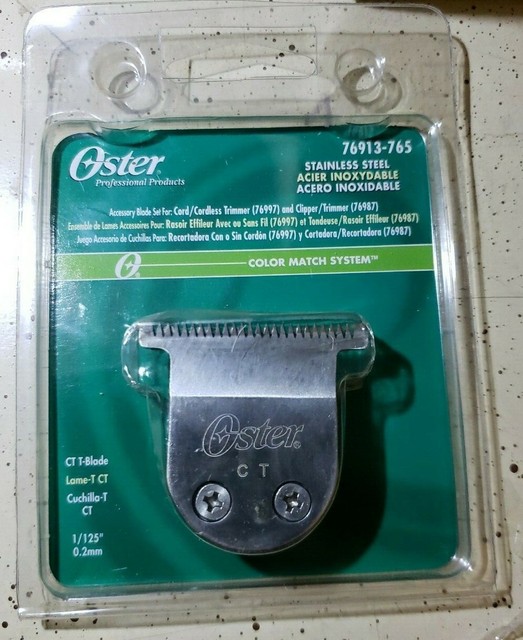 76913-765
Oster
Professional Products
STAINLESS STEEL
ACIER INOXYDABLE
ACERO INOXIDABLE
Accessory Blade Set For: Cord/Cordless Trimmer (76997) and Clipper/Trimmer (76987)
Ensemble de Lames Accessoires Pour: Rasoir Effileur Avec ou Sans Fil (76997) et Tondeuse/Rasoir Effileur (76987)
Juego Accesorio de Cuchillas Para: Recortadora Con o Sin Cordón (76997) y Cortadora/Recortadora (76987)
O. COLOR MATCH SYSTEM™
Oster®
CT
CT T-Blade
Lame-T CT
Cuchilla-T
CT
1/125"
0.2mm